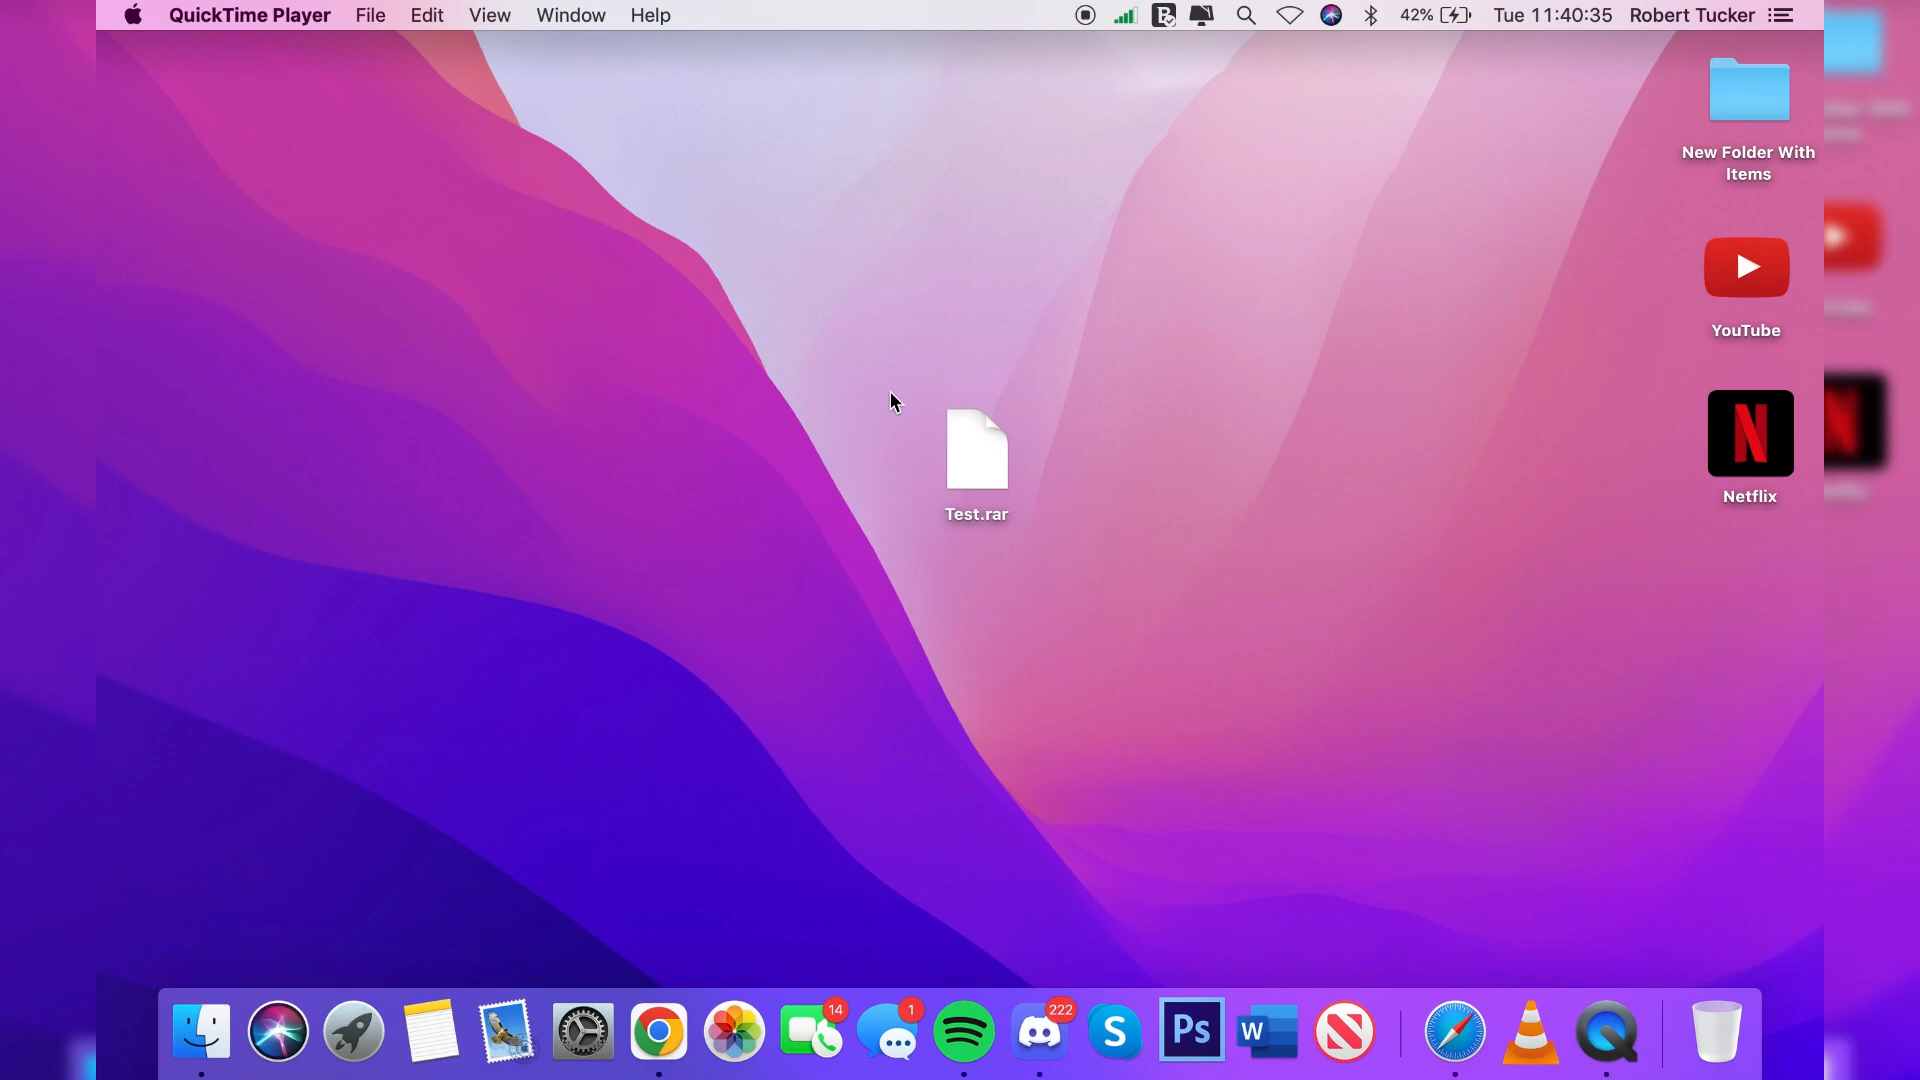 QuickTime Player File Edit View Window Help 42% Tue 11:40:35 Robert Tucker
New Folder With
Items
YouTube
Netflix
Test.rar
14
1
222
S
Ps
W
N